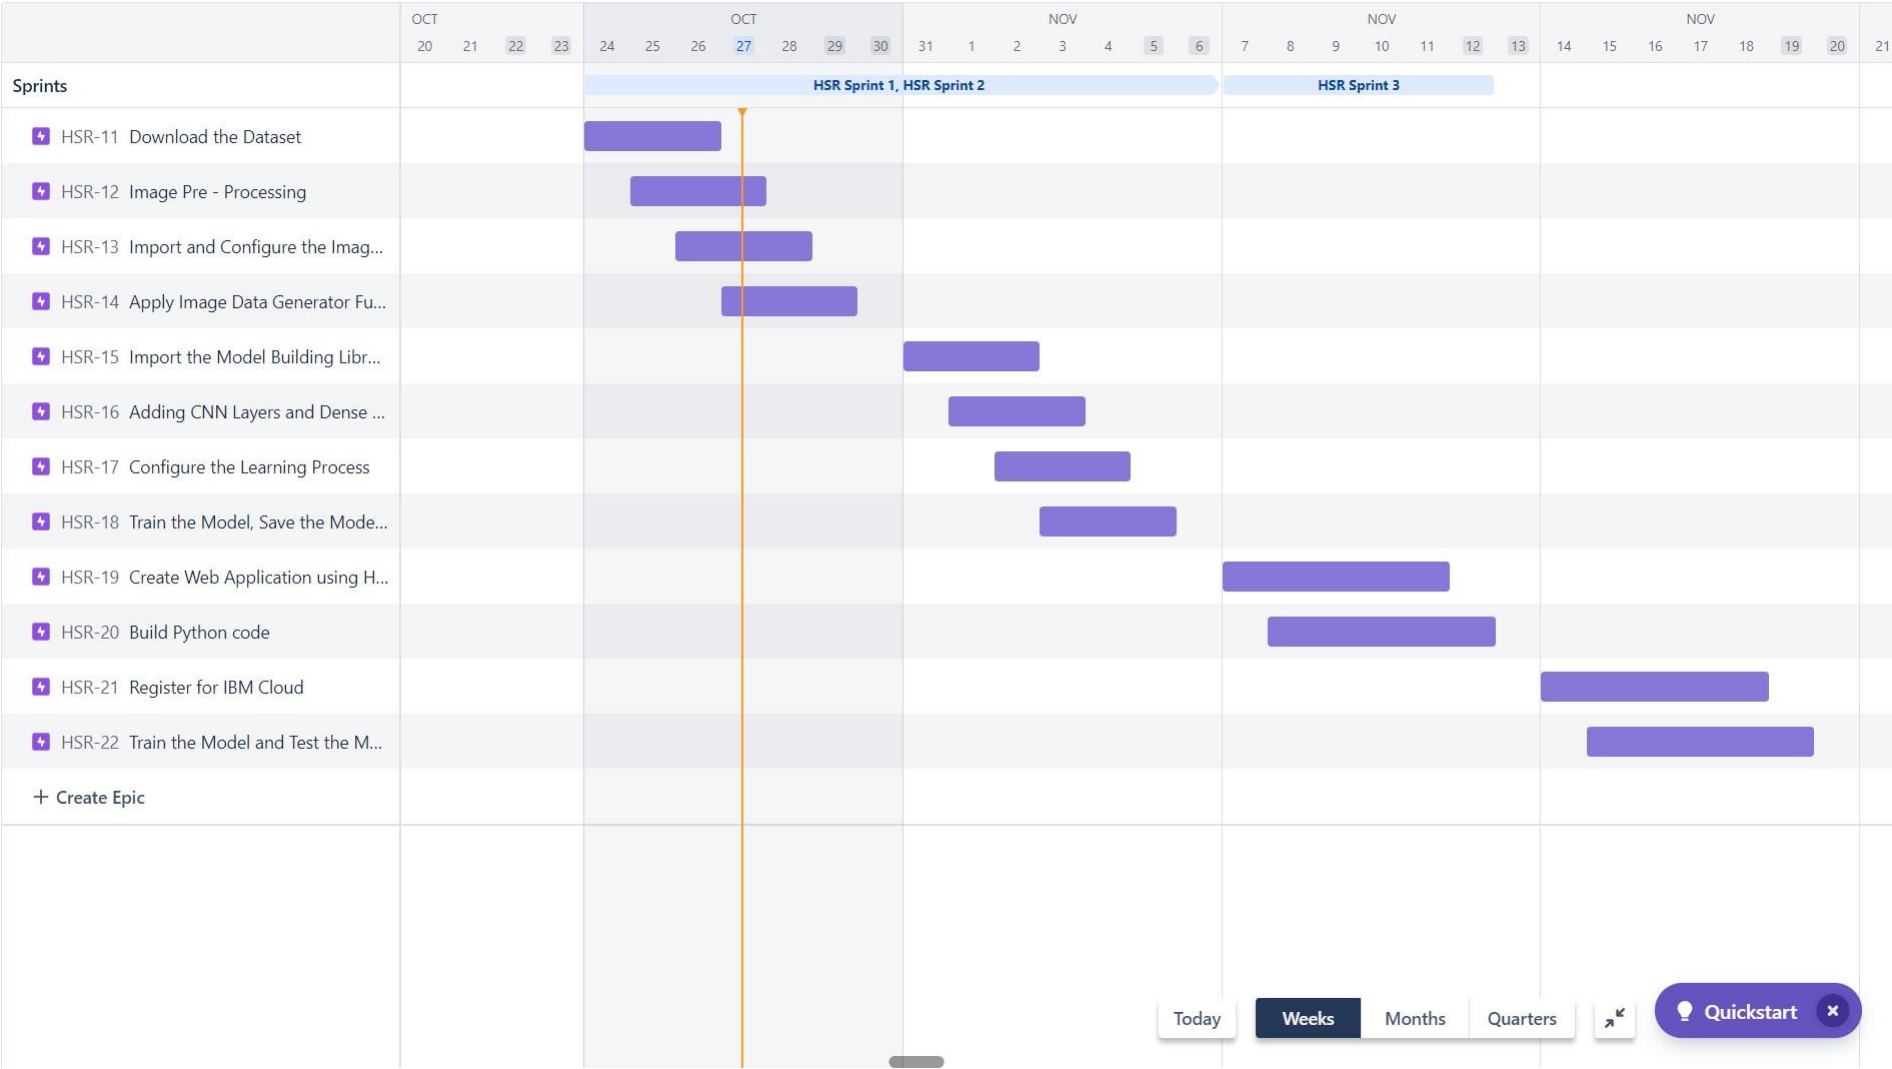 OCT OCT NOV NOV NOV
20 21 22 23 24 25 26 27 28 29 30 31 1 2 3 4 5 6 7 8 9 10 11 12 13 14 15 16 17 18 19 20 21
Sprints HSR Sprint 1, HSR Sprint 2 HSR Sprint 3
HSR-11 Download the Dataset
HSR-12 Image Pre - Processing
HSR-13 Import and Configure the Imag...
HSR-14 Apply Image Data Generator Fu...
HSR-15 Import the Model Building Libr...
HSR-16 Adding CNN Layers and Dense ...
HSR-17 Configure the Learning Process
HSR-18 Train the Model, Save the Mode...
HSR-19 Create Web Application using H...
HSR-20 Build Python code
HSR-21 Register for IBM Cloud
HSR-22 Train the Model and Test the M...
+ Create Epic
Today Weeks Months Quarters Quickstart